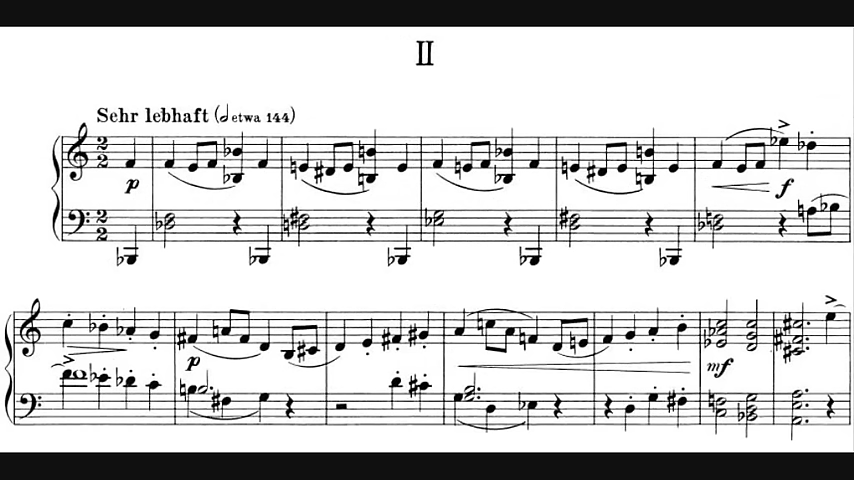 II
Sehr lebhaft (𝅗𝅥 etwa 144)
p
f
p
mf